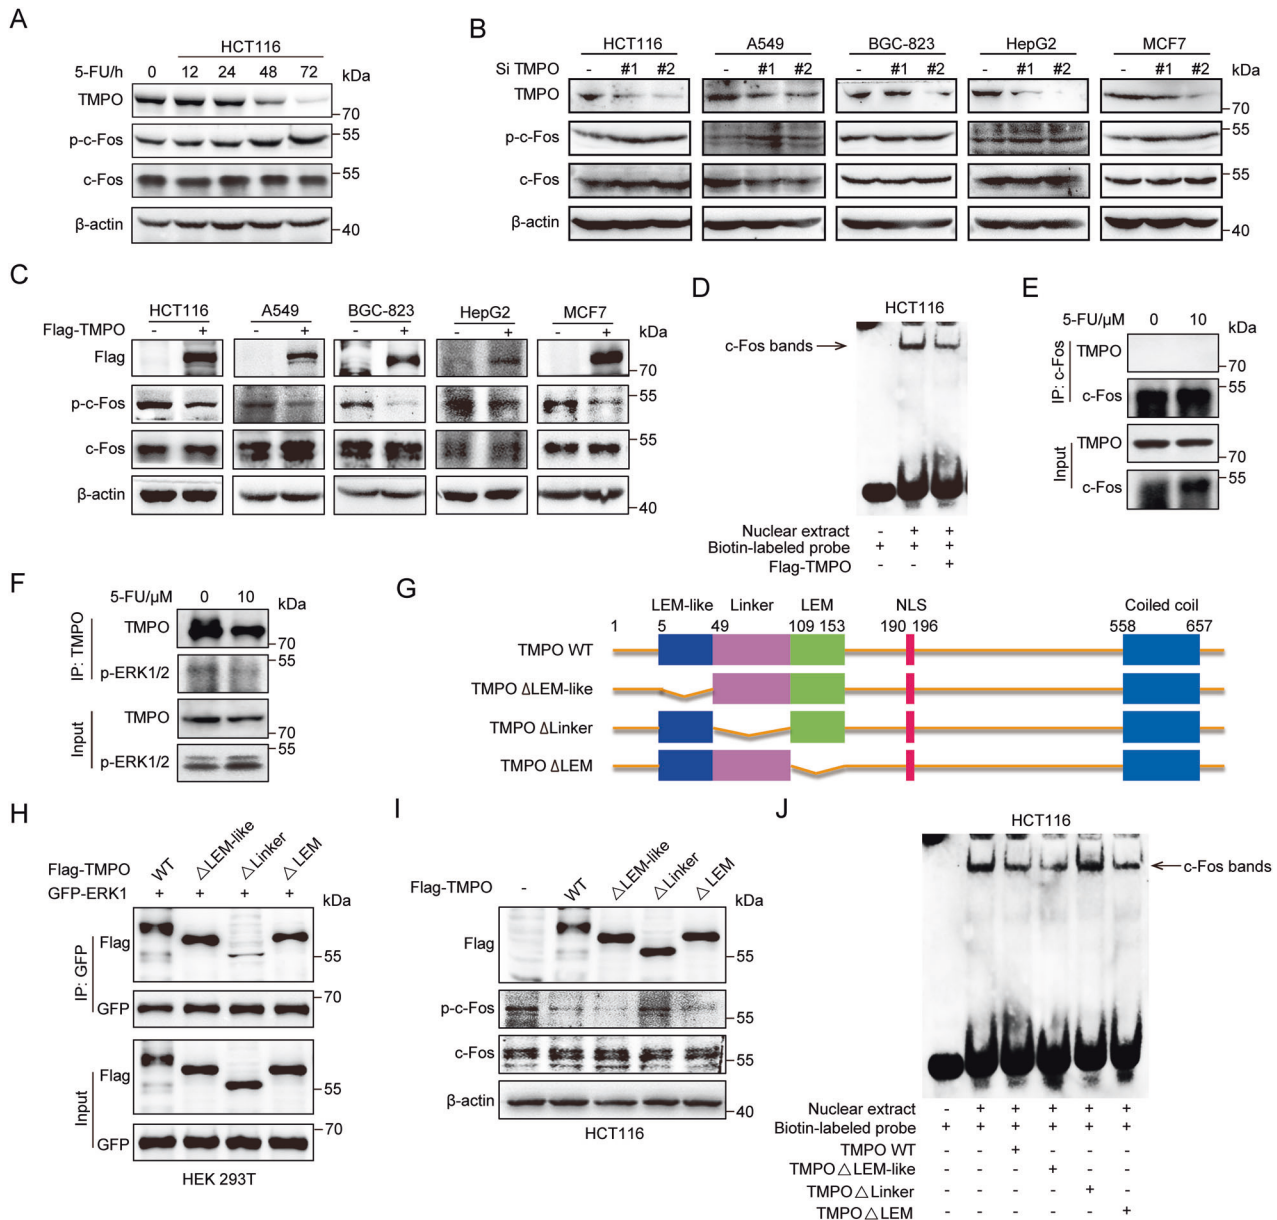 A
HCT116
5-FU/h 0 12 24 48 72 kDa
TMPO
70
p-c-Fos
55
c-Fos
55
β-actin
40
B
HCT116 A549 BGC-823 HepG2 MCF7
Si TMPO - #1 #2 - #1 #2 - #1 #2 - #1 #2 - #1 #2 kDa
TMPO
70
p-c-Fos
55
c-Fos
55
β-actin
40
C
HCT116 A549 BGC-823 HepG2 MCF7
Flag-TMPO - + - + - + - + - + kDa
Flag
70
p-c-Fos
c-Fos
55
β-actin
40
D
HCT116
c-Fos bands
Nuclear extract - + +
Biotin-labeled probe + + +
Flag-TMPO - - +
E
5-FU/μM 0 10 kDa
IP: c-Fos
TMPO
70
55
c-Fos
Input
TMPO
70
55
c-Fos
F
5-FU/μM 0 10 kDa
IP: TMPO
TMPO
70
55
p-ERK1/2
Input
TMPO
70
55
p-ERK1/2
G
LEM-like Linker LEM NLS Coiled coil
1 5 49 109 153 190 196 558 657
TMPO WT
TMPO ΔLEM-like
TMPO ΔLinker
TMPO ΔLEM
H
Flag-TMPO WT △LEM-like △Linker △LEM
GFP-ERK1 + + + + kDa
IP: GFP
Flag
55
70
GFP
Input
Flag
55
70
GFP
HEK 293T
I
Flag-TMPO - WT △LEM-like △Linker △LEM
kDa
Flag
55
p-c-Fos
55
c-Fos
55
β-actin
40
HCT116
J
HCT116
c-Fos bands
Nuclear extract - + + + + +
Biotin-labeled probe + + + + + +
TMPO WT - - + - - -
TMPO△LEM-like - - - + - -
TMPO△Linker - - - - + -
TMPO△LEM - - - - - +